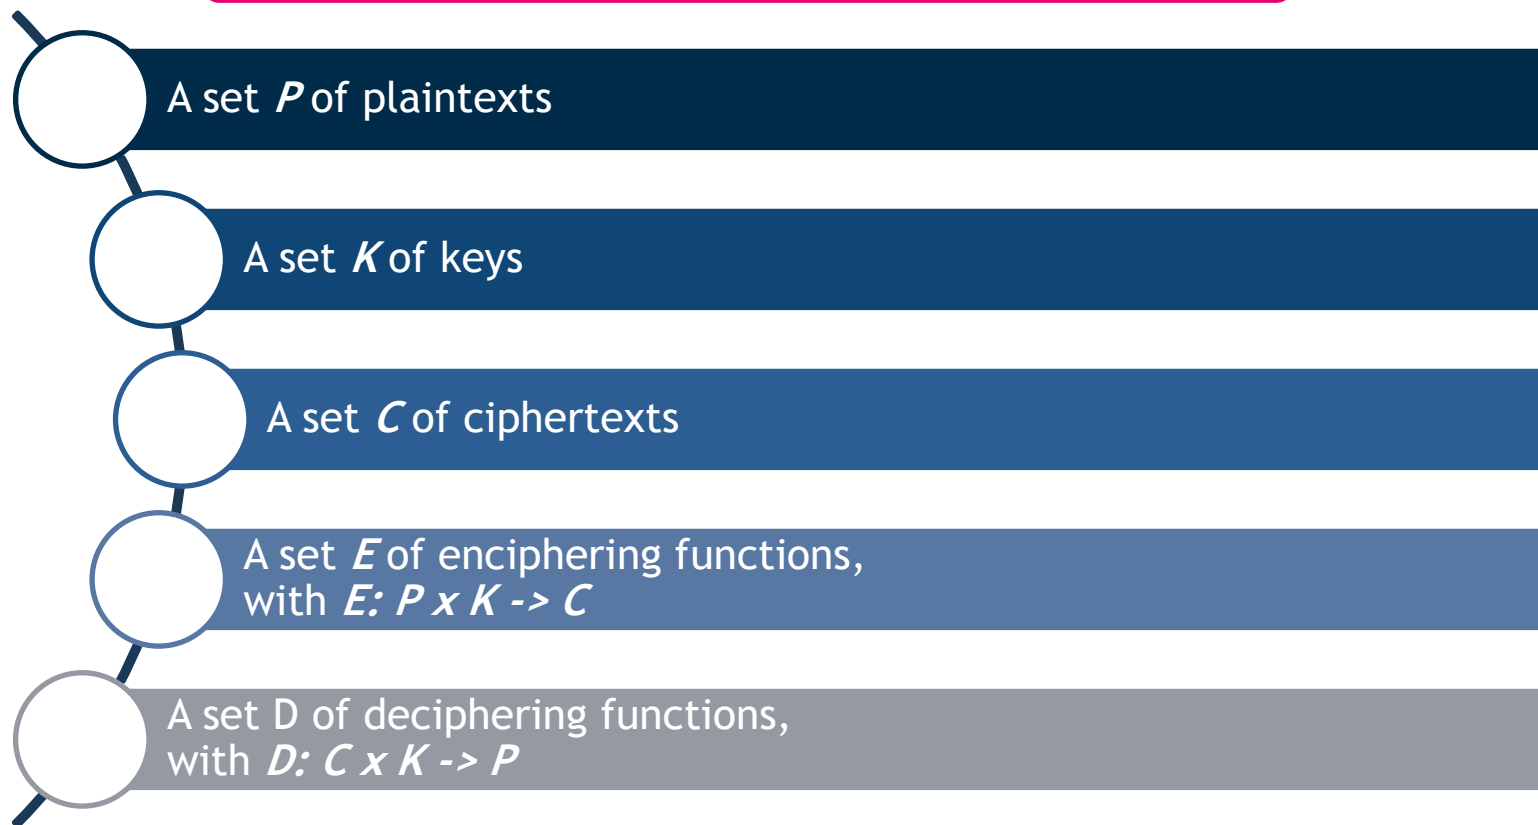 A set P of plaintexts
A set K of keys
A set C of ciphertexts
A set E of enciphering functions,
with E: P x K -> C
A set D of deciphering functions,
with D: C x K -> P